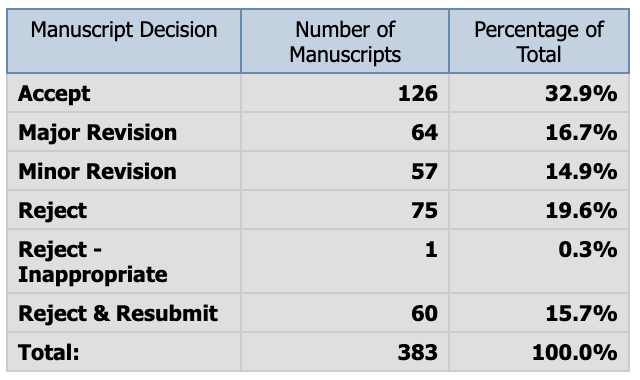 Manuscript Decision Number of Percentage of
Manuscripts Total
Accept 126 32.9%
Major Revision 64 16.7%
Minor Revision 57 14.9%
Reject 75 19.6%
Reject - 1 0.3%
Inappropriate
Reject & Resubmit 60 15.7%
Total: 383 100.0%